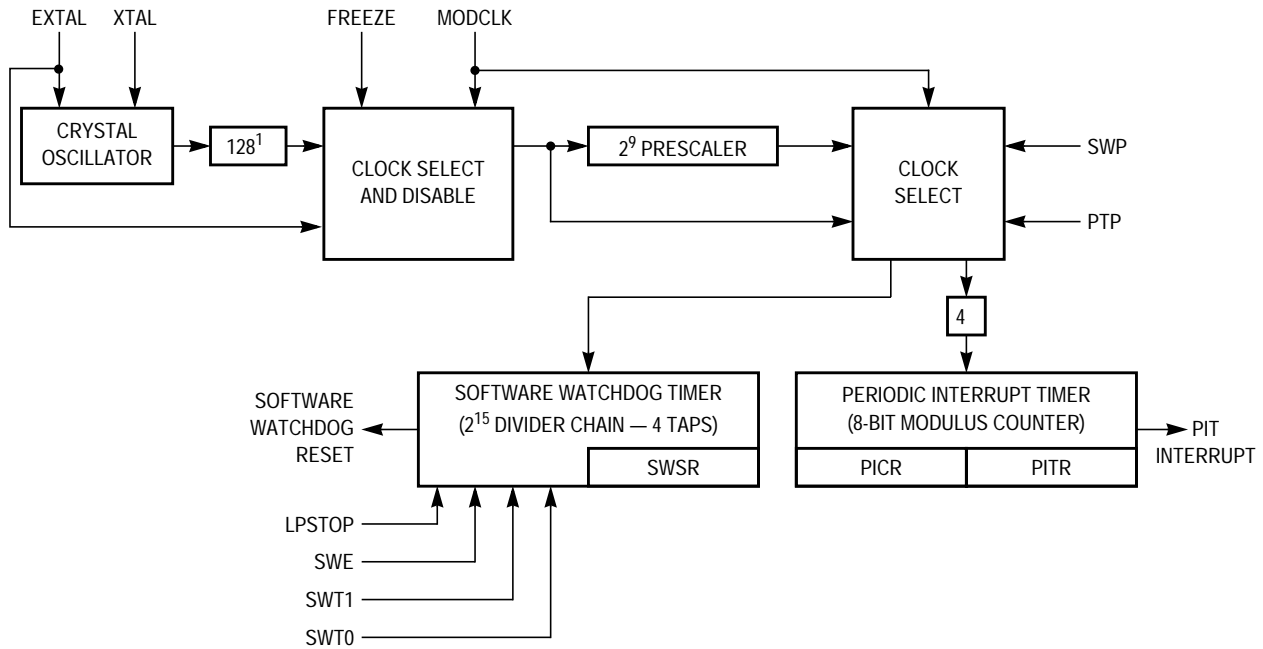 EXTAL
XTAL
FREEZE
MODCLK
CRYSTAL
OSCILLATOR
128¹
CLOCK SELECT
AND DISABLE
2⁹ PRESCALER
CLOCK
SELECT
SWP
PTP
4
SOFTWARE
WATCHDOG
RESET
SOFTWARE WATCHDOG TIMER
(2¹⁵ DIVIDER CHAIN — 4 TAPS)
SWSR
PERIODIC INTERRUPT TIMER
(8-BIT MODULUS COUNTER)
PICR
PITR
PIT
INTERRUPT
LPSTOP
SWE
SWT1
SWT0